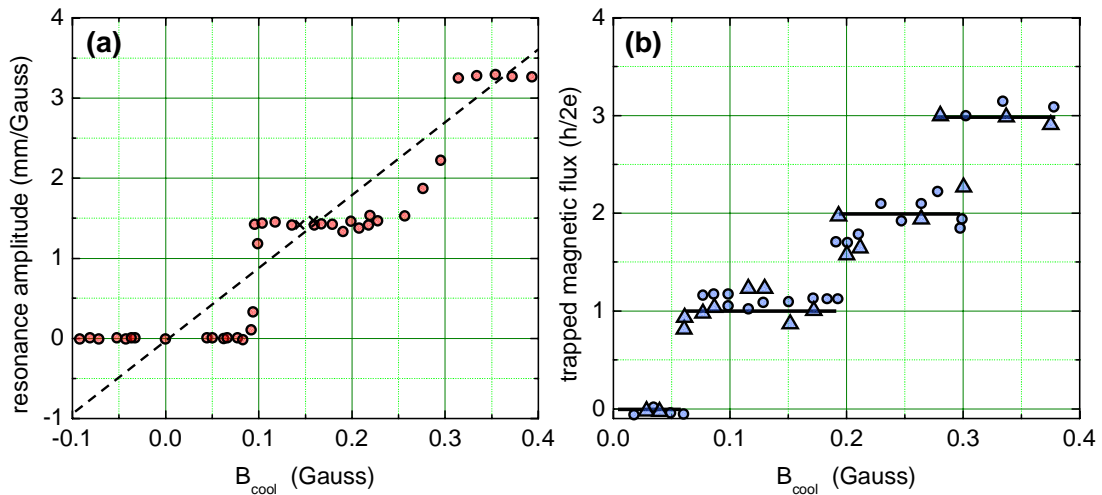 (a)
resonance amplitude (mm/Gauss)
4
3
2
1
0
-1
-0.1 0.0 0.1 0.2 0.3 0.4
B_cool (Gauss)
(b)
trapped magnetic flux (h/2e)
4
3
2
1
0
0.0 0.1 0.2 0.3 0.4
B_cool (Gauss)